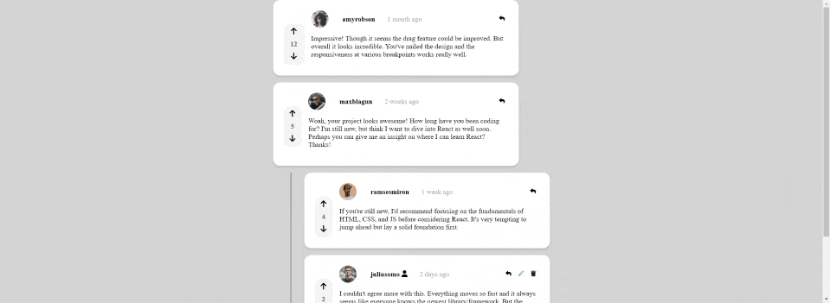 amyrobson 1 month ago
12
Impressive! Though it seems the drag feature could be improved. But
overall it looks incredible. You've nailed the design and the
responsiveness at various breakpoints works really well.
maxblagun 2 weeks ago
5
Woah, your project looks awesome! How long have you been coding
for? I'm still new, but think I want to dive into React as well soon.
Perhaps you can give me an insight on where I can learn React?
Thanks!
ramsesmiron 1 week ago
4
If you're still new, I'd recommend focusing on the fundamentals of
HTML, CSS, and JS before considering React. It's very tempting to
jump ahead but lay a solid foundation first.
juliusomo 2 days ago
2
I couldn't agree more with this. Everything moves so fast and it always
seems like everyone knows the newest library/framework. But the